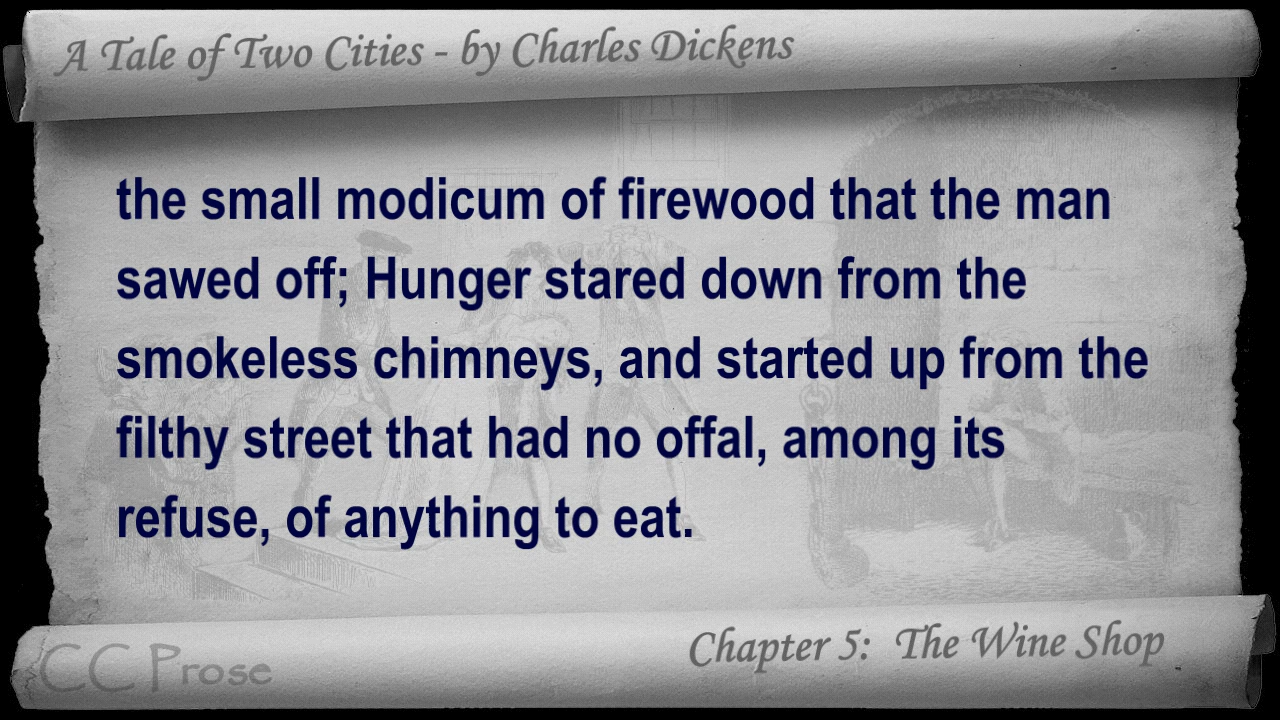 A Tale of Two Cities - by Charles Dickens
the small modicum of firewood that the man
sawed off; Hunger stared down from the
smokeless chimneys, and started up from the
filthy street that had no offal, among its
refuse, of anything to eat.
Chapter 5: The Wine Shop
CC Prose